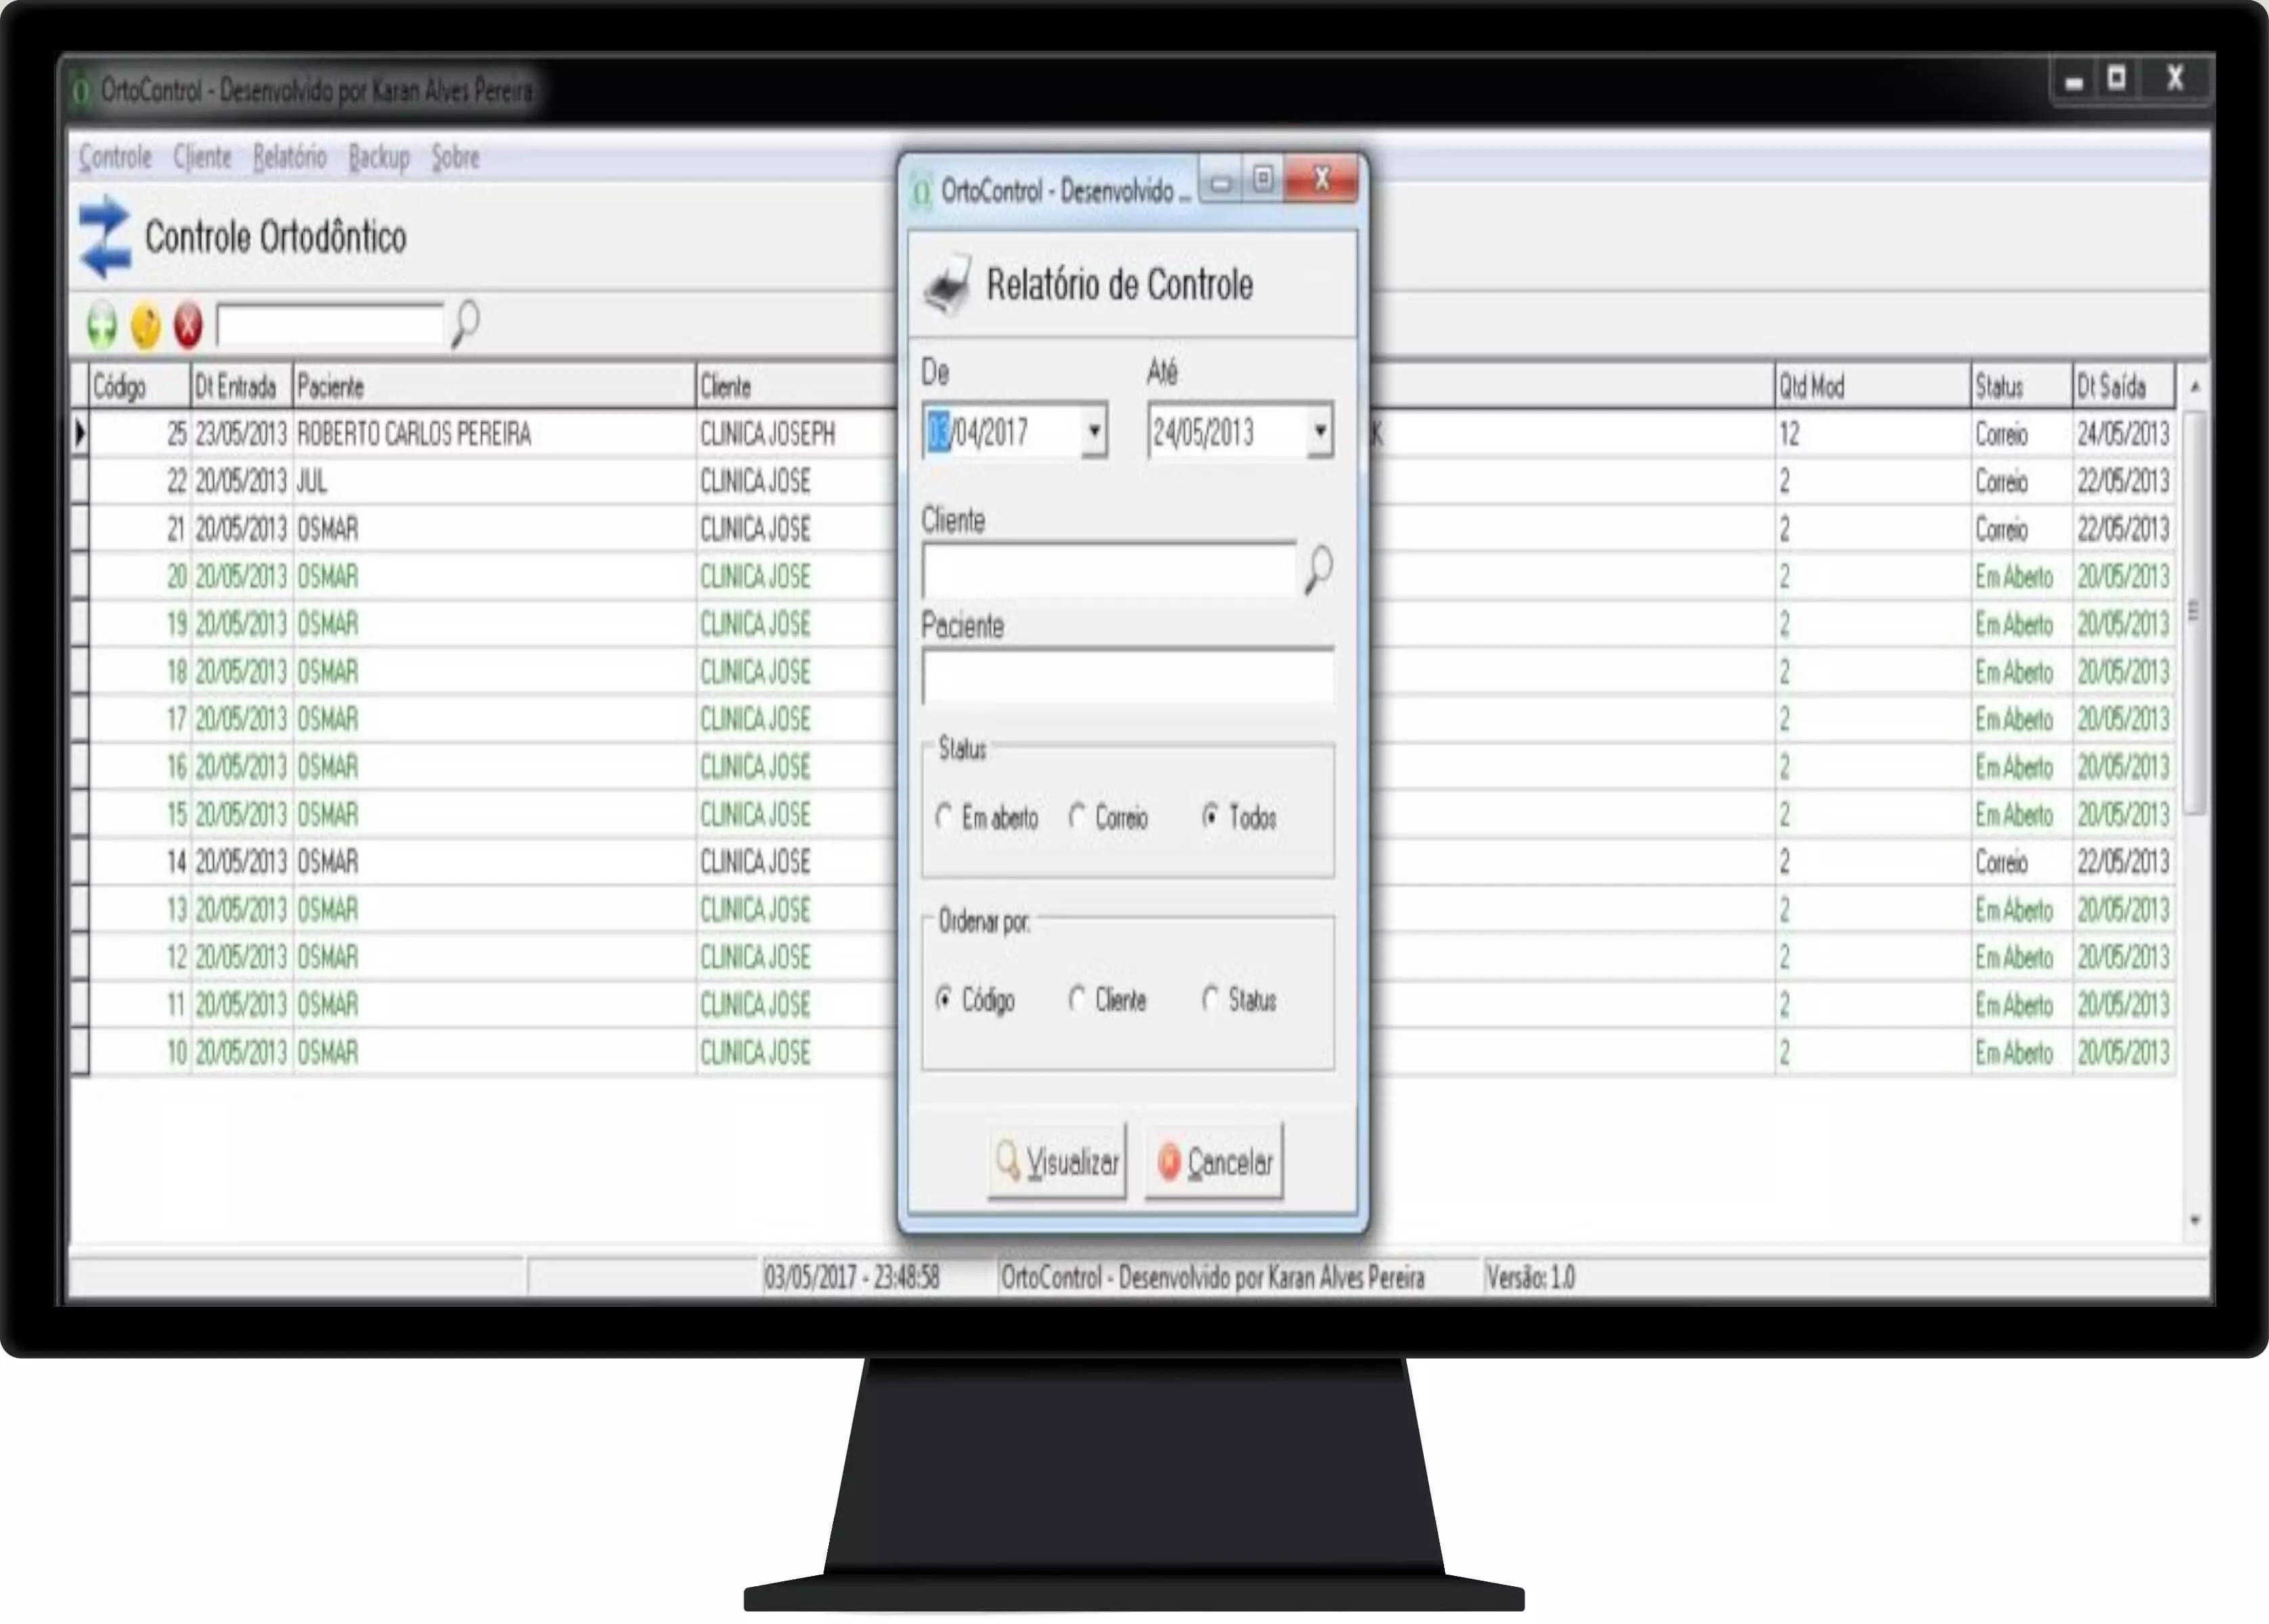 OrtoControl - Desenvolvido por Karan Alves Pereira
Controle Cliente Relatório Backup Sobre
Controle Ortodôntico
Código Dt Entrada Paciente Cliente Qtd Mod Status Dt Saída
25 23/05/2013 ROBERTO CARLOS PEREIRA CLINICA JOSEPH K 12 Correio 24/05/2013
22 20/05/2013 JUL CLINICA JOSE 2 Correio 22/05/2013
21 20/05/2013 OSMAR CLINICA JOSE 2 Correio 22/05/2013
20 20/05/2013 OSMAR CLINICA JOSE 2 Em Aberto 20/05/2013
19 20/05/2013 OSMAR CLINICA JOSE 2 Em Aberto 20/05/2013
18 20/05/2013 OSMAR CLINICA JOSE 2 Em Aberto 20/05/2013
17 20/05/2013 OSMAR CLINICA JOSE 2 Em Aberto 20/05/2013
16 20/05/2013 OSMAR CLINICA JOSE 2 Em Aberto 20/05/2013
15 20/05/2013 OSMAR CLINICA JOSE 2 Em Aberto 20/05/2013
14 20/05/2013 OSMAR CLINICA JOSE 2 Correio 22/05/2013
13 20/05/2013 OSMAR CLINICA JOSE 2 Em Aberto 20/05/2013
12 20/05/2013 OSMAR CLINICA JOSE 2 Em Aberto 20/05/2013
11 20/05/2013 OSMAR CLINICA JOSE 2 Em Aberto 20/05/2013
10 20/05/2013 OSMAR CLINICA JOSE 2 Em Aberto 20/05/2013
OrtoControl - Desenvolvido ...
Relatório de Controle
De Até
03/04/2017 24/05/2013
Cliente
Paciente
Status
Em aberto Correio Todos
Ordenar por:
Código Cliente Status
Visualizar Cancelar
03/05/2017 - 23:48:58 OrtoControl - Desenvolvido por Karan Alves Pereira Versão: 1.0